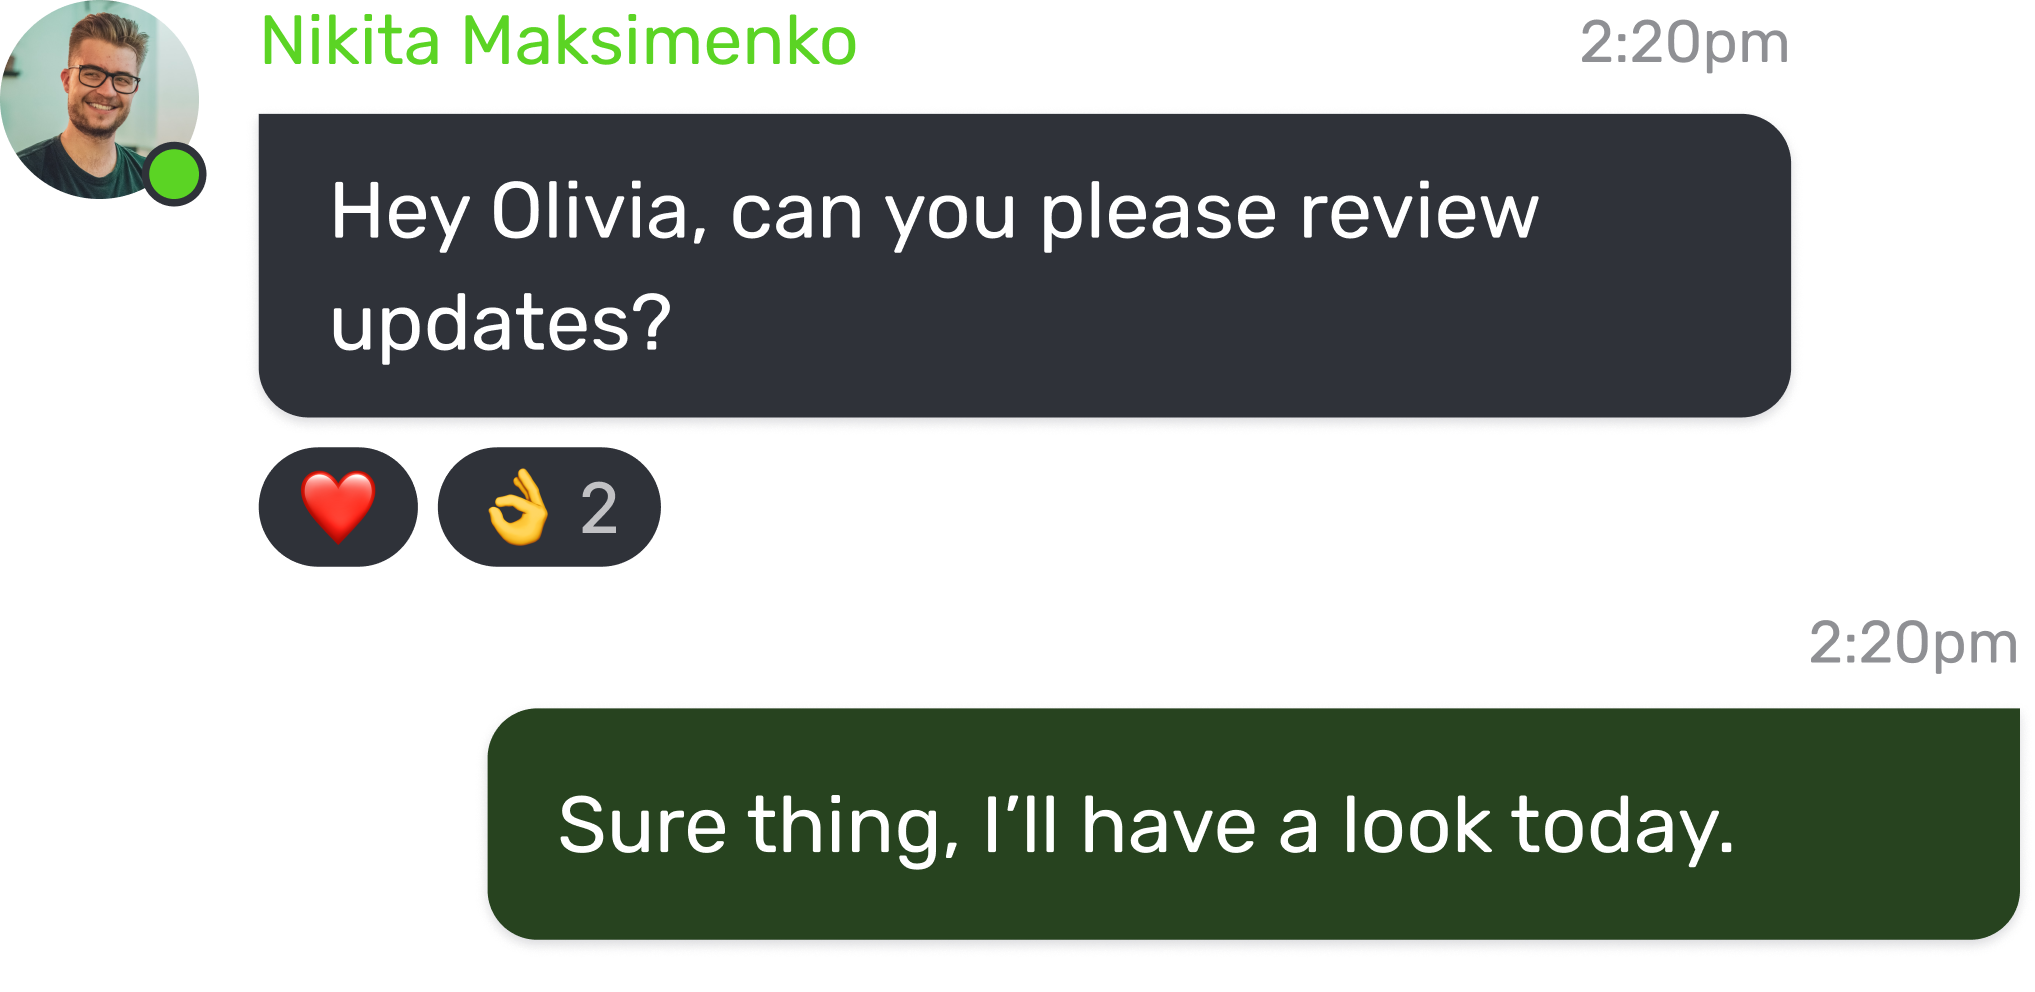 Nikita Maksimenko 2:20pm
Hey Olivia, can you please review
updates?
❤️ 👌 2
2:20pm
Sure thing, I’ll have a look today.